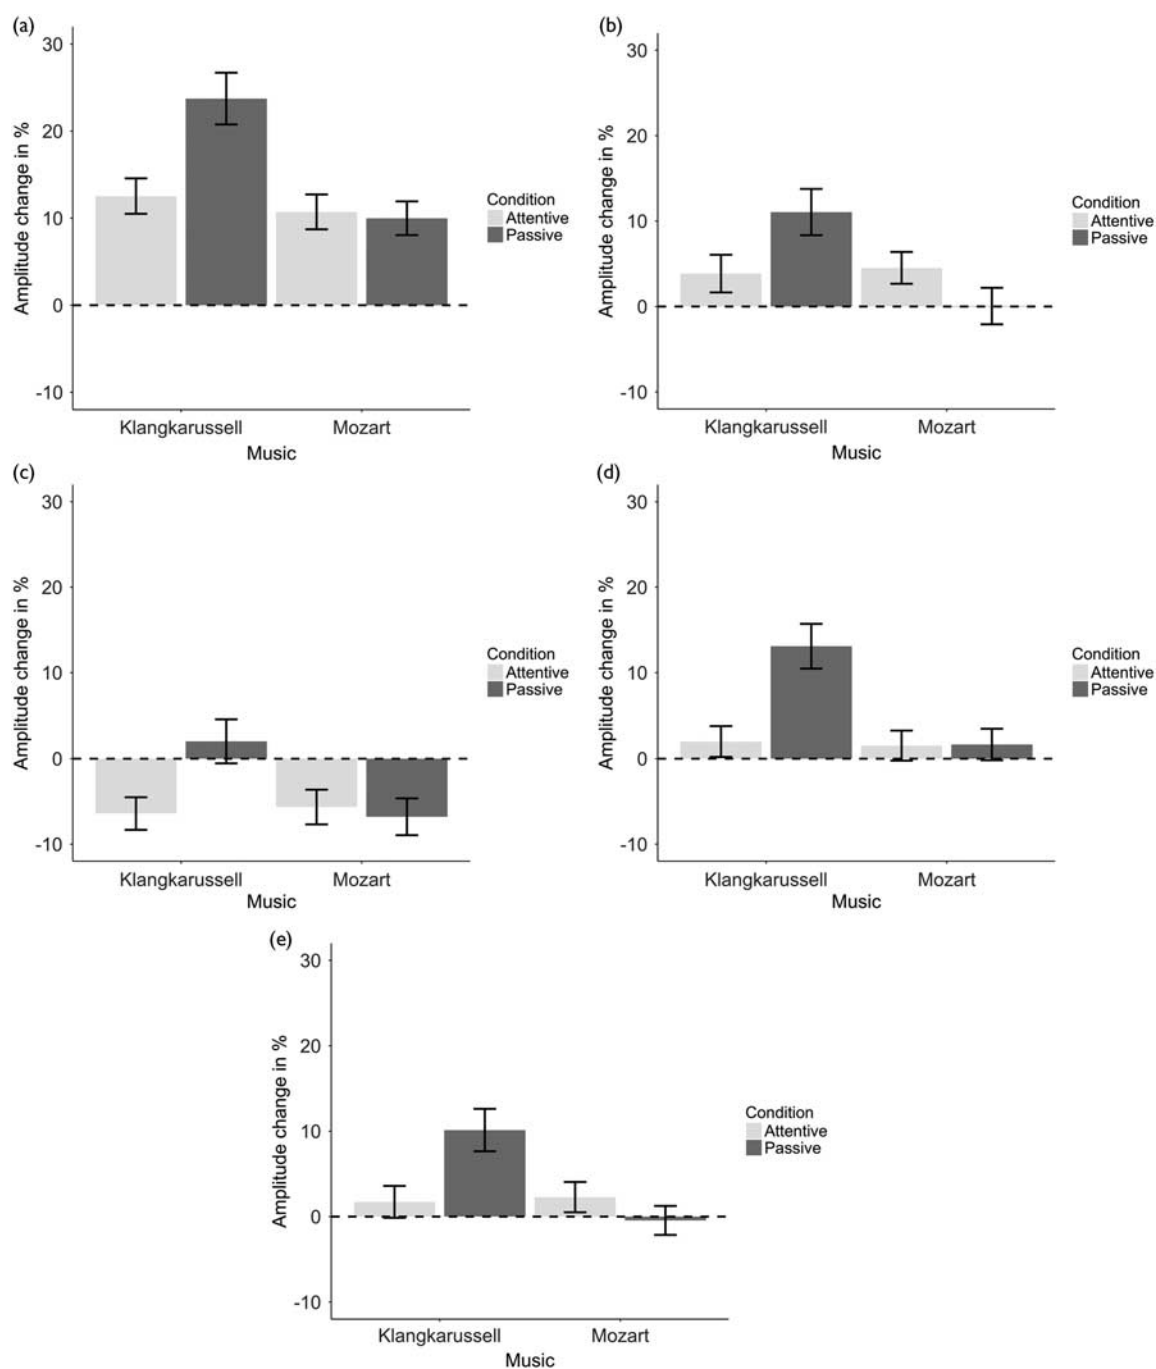 (a)
30
20
10
0
-10
Amplitude change in %
Klangkarussell
Mozart
Music
Condition
Attentive
Passive
(b)
30
20
10
0
-10
Amplitude change in %
Klangkarussell
Mozart
Music
Condition
Attentive
Passive
(c)
30
20
10
0
-10
Amplitude change in %
Klangkarussell
Mozart
Music
Condition
Attentive
Passive
(d)
30
20
10
0
-10
Amplitude change in %
Klangkarussell
Mozart
Music
Condition
Attentive
Passive
(e)
30
20
10
0
-10
Amplitude change in %
Klangkarussell
Mozart
Music
Condition
Attentive
Passive